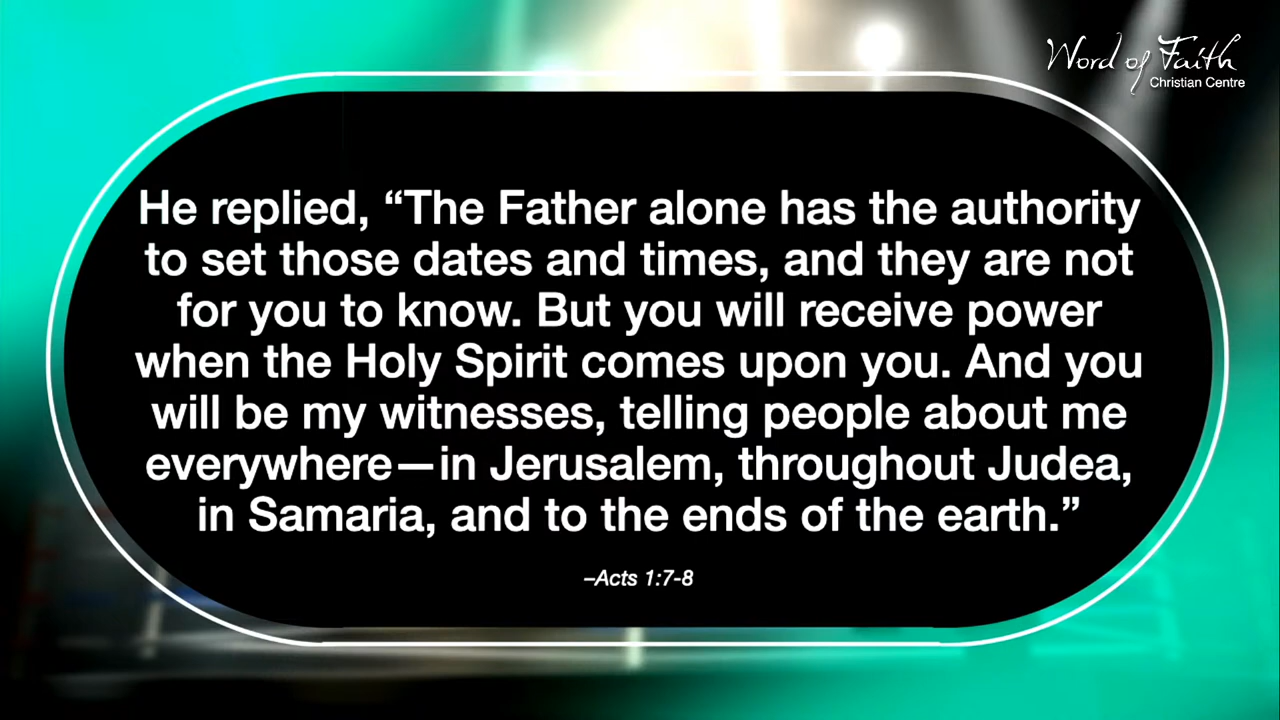 Word of Faith
Christian Centre
He replied, “The Father alone has the authority
to set those dates and times, and they are not
for you to know. But you will receive power
when the Holy Spirit comes upon you. And you
will be my witnesses, telling people about me
everywhere—in Jerusalem, throughout Judea,
in Samaria, and to the ends of the earth.”
–Acts 1:7-8